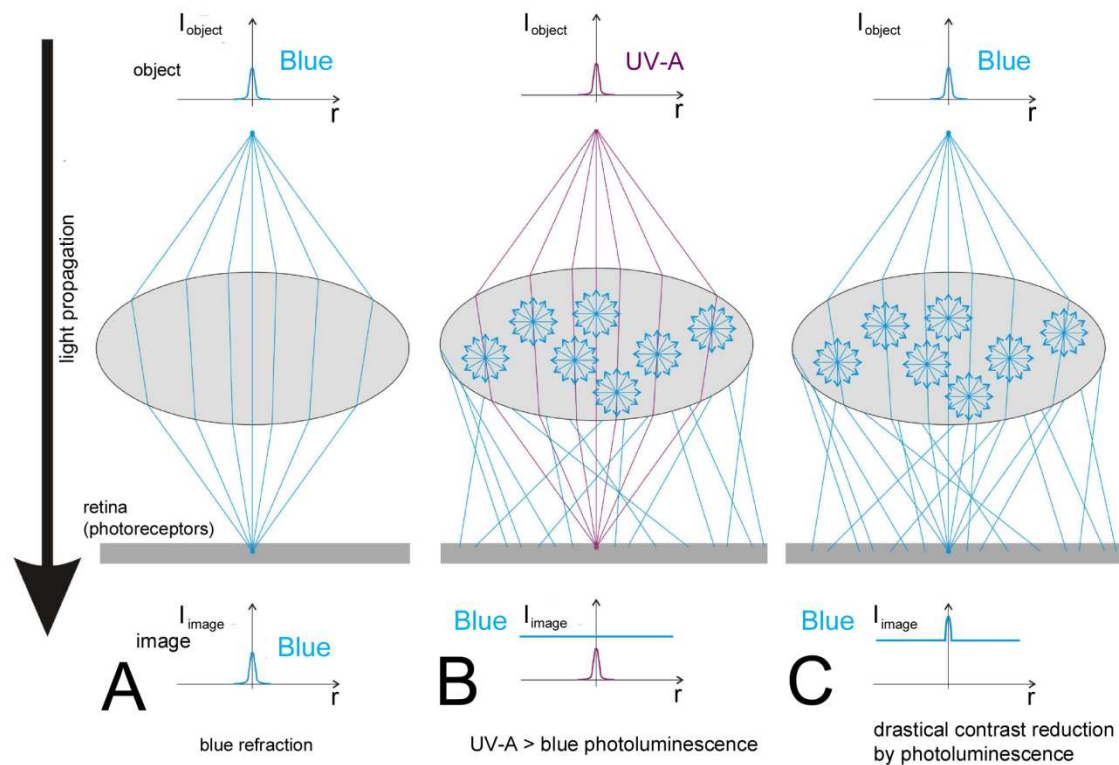 I object
Blue
object
r
I object
UV-A
r
I object
Blue
r
light propagation
retina
(photoreceptors)
I image
image
Blue
r
A
blue refraction
Blue
I image
r
B
UV-A > blue photoluminescence
Blue
I image
r
C
drastical contrast reduction
by photoluminescence